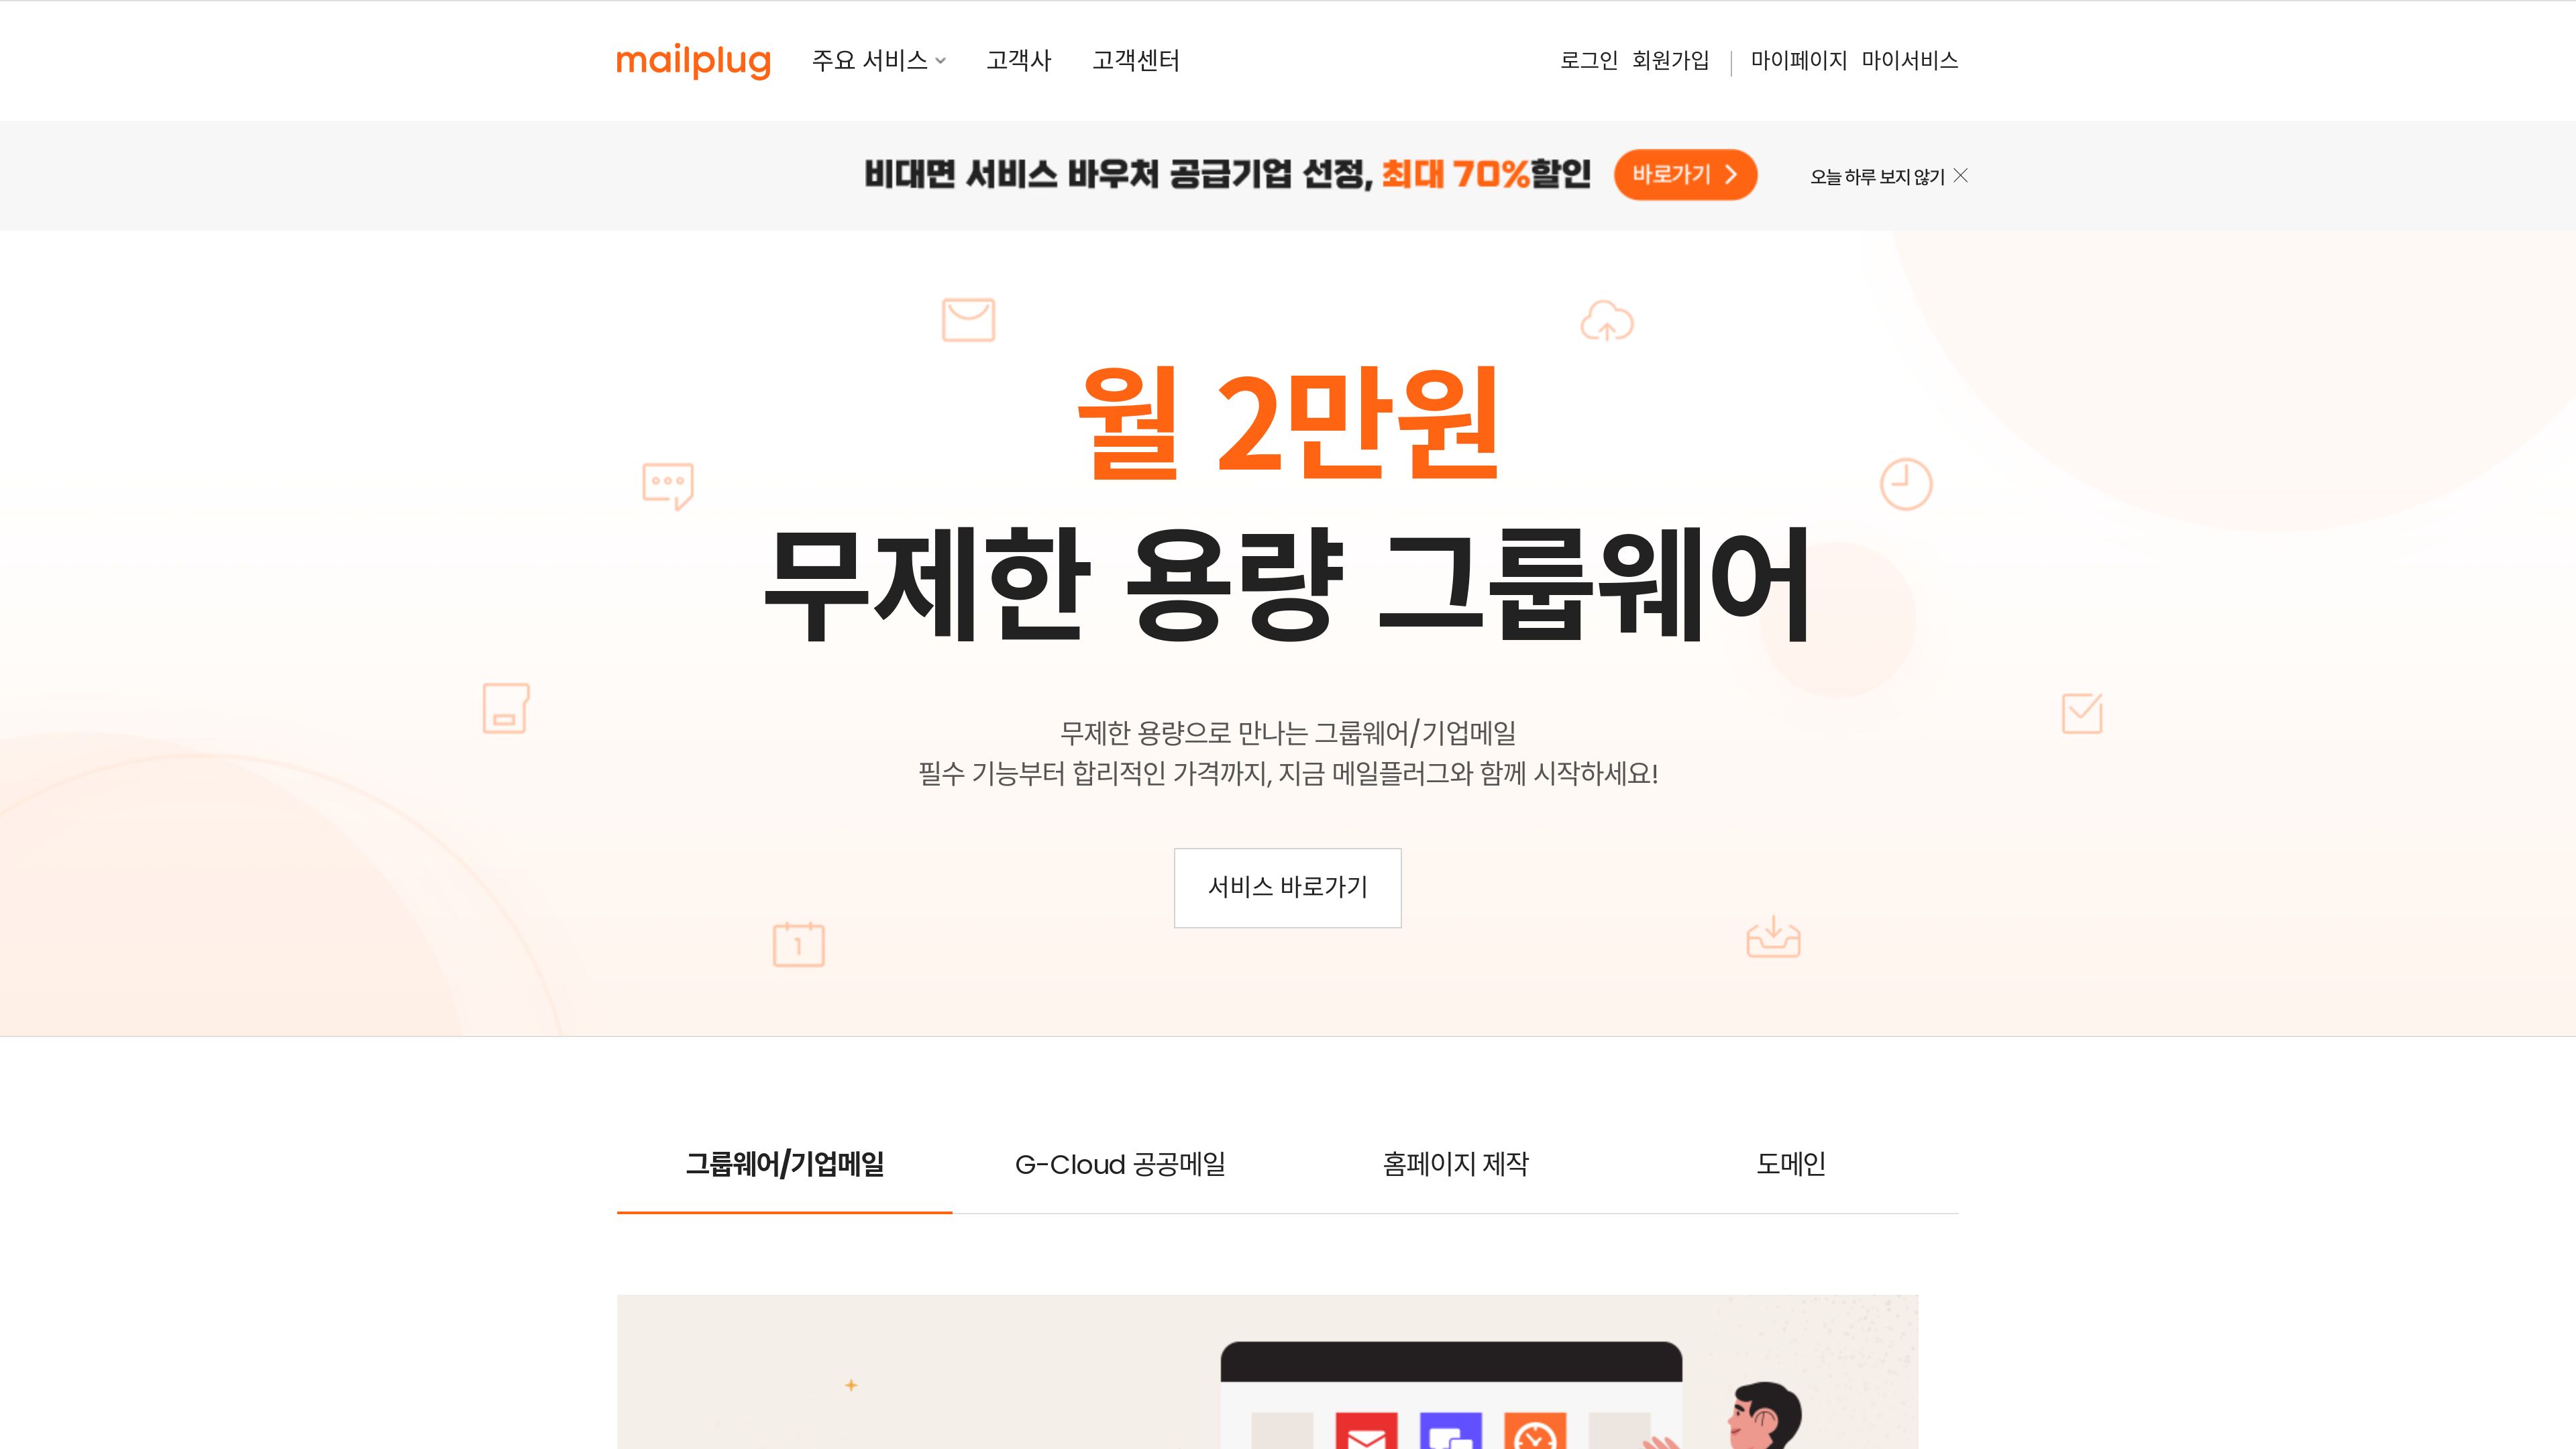 mailplug 주요 서비스 고객사 고객센터 로그인 회원가입 마이페이지 마이서비스
비대면 서비스 바우처 공급기업 선정, 최대 70%할인 바로가기 오늘 하루 보지 않기
월 2만원
무제한 용량 그룹웨어
무제한 용량으로 만나는 그룹웨어/기업메일
필수 기능부터 합리적인 가격까지, 지금 메일플러그와 함께 시작하세요!
서비스 바로가기
1
그룹웨어/기업메일 G-Cloud 공공메일 홈페이지 제작 도메인